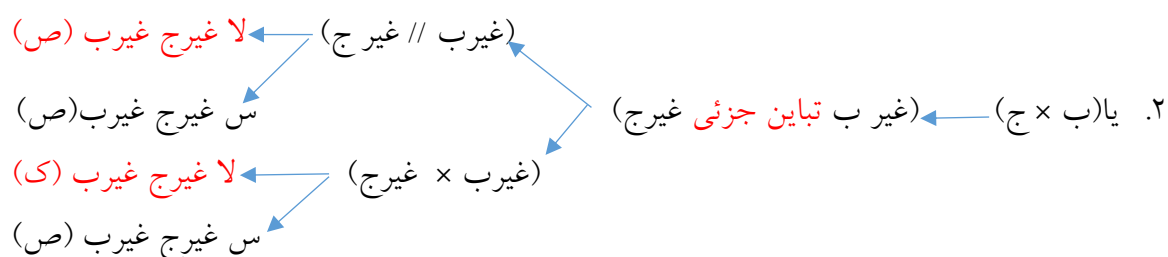 (غیرب // غیر ج) لا غیرج غیرب (ص)
س غیرج غیرب(ص)
۲. یا(ب × ج) (غیر ب تباین جزئی غیرج)
(غیرب × غیرج) لا غیرج غیرب (ک)
س غیرج غیرب (ص)